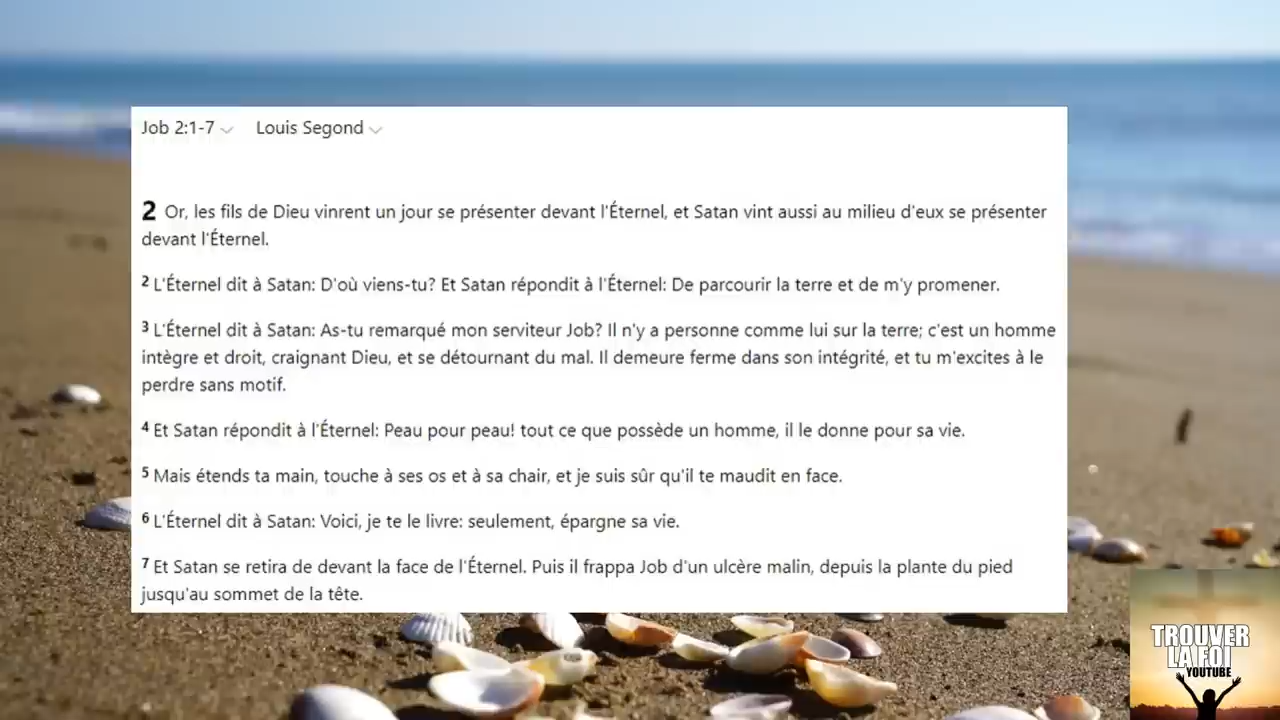 Job 2:1-7 Louis Segond
2 Or, les fils de Dieu vinrent un jour se présenter devant l'Éternel, et Satan vint aussi au milieu d'eux se présenter
devant l'Éternel.
2 L'Éternel dit à Satan: D'où viens-tu? Et Satan répondit à l'Éternel: De parcourir la terre et de m'y promener.
3 L'Éternel dit à Satan: As-tu remarqué mon serviteur Job? Il n'y a personne comme lui sur la terre; c'est un homme
intègre et droit, craignant Dieu, et se détournant du mal. Il demeure ferme dans son intégrité, et tu m'excites à le
perdre sans motif.
4 Et Satan répondit à l'Éternel: Peau pour peau! tout ce que possède un homme, il le donne pour sa vie.
5 Mais étends ta main, touche à ses os et à sa chair, et je suis sûr qu'il te maudit en face.
6 L'Éternel dit à Satan: Voici, je te le livre: seulement, épargne sa vie.
7 Et Satan se retira de devant la face de l'Éternel. Puis il frappa Job d'un ulcère malin, depuis la plante du pied
jusqu'au sommet de la tête.
TROUVER
LA FOI
YOUTUBE